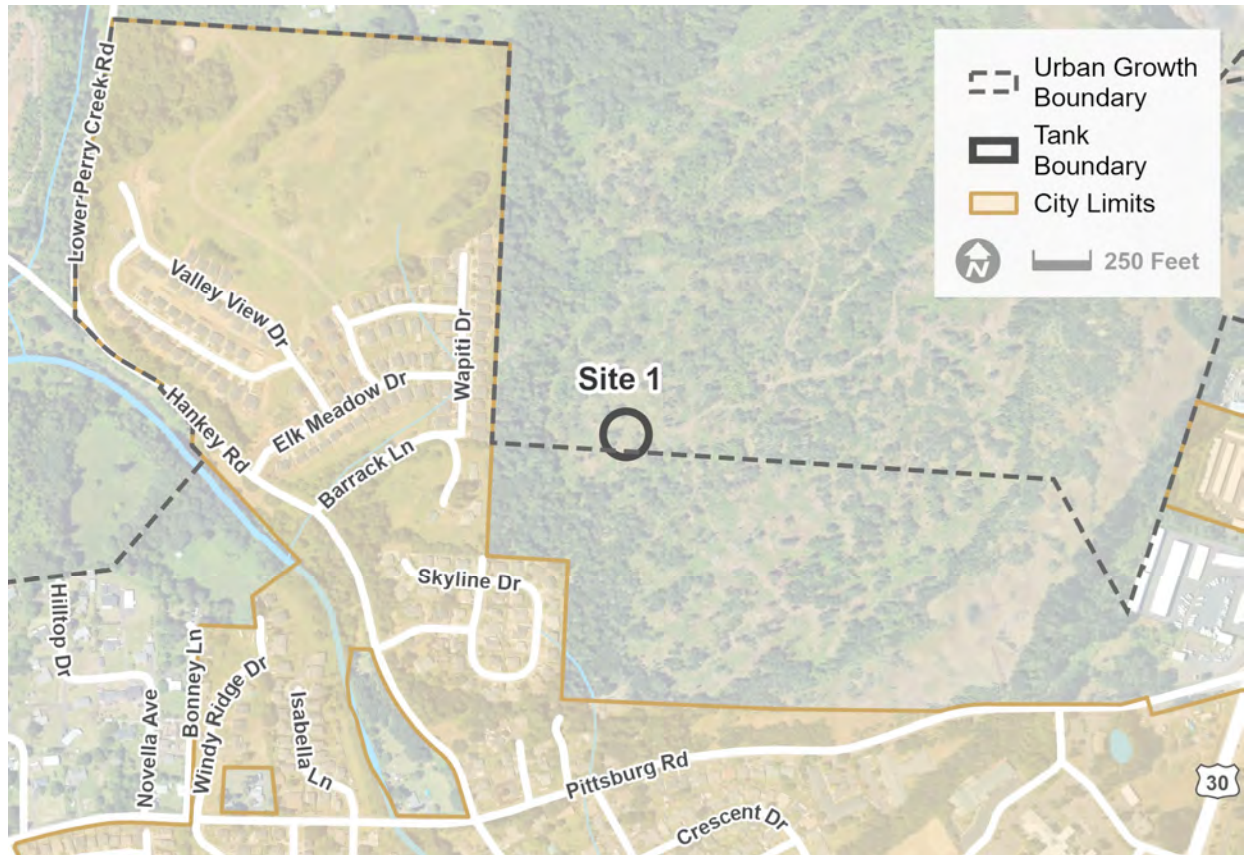 Urban Growth
Boundary
Tank
Boundary
City Limits
N
250 Feet
Lower Perry Creek Rd
Valley View Dr
Wapiti Dr
Elk Meadow Dr
Hankey Rd
Barrack Ln
Site 1
Skyline Dr
Hilltop Dr
Novella Ave
Bonney Ln
Windy Ridge Dr
Isabella Ln
Pittsburg Rd
Crescent Dr
30